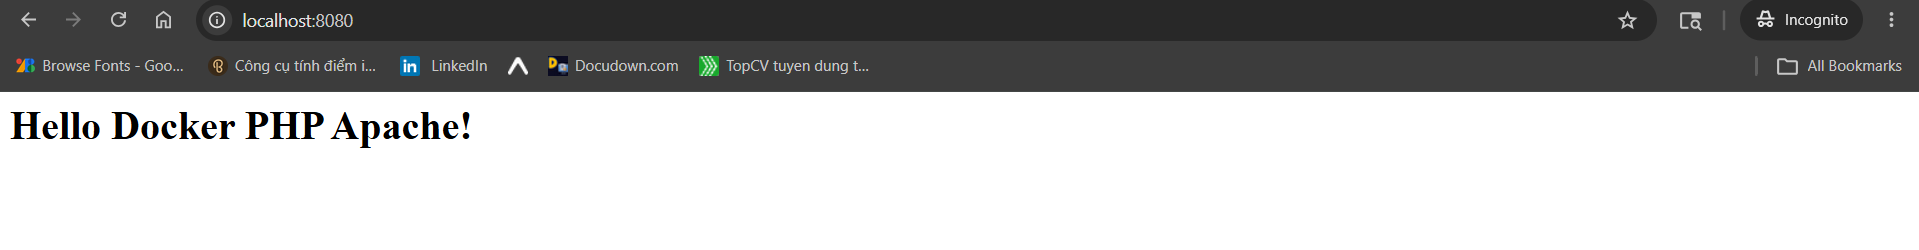 localhost:8080
Incognito
Browse Fonts - Goo...
Công cụ tính điểm i...
LinkedIn
Docudown.com
TopCV tuyen dung t...
All Bookmarks
Hello Docker PHP Apache!